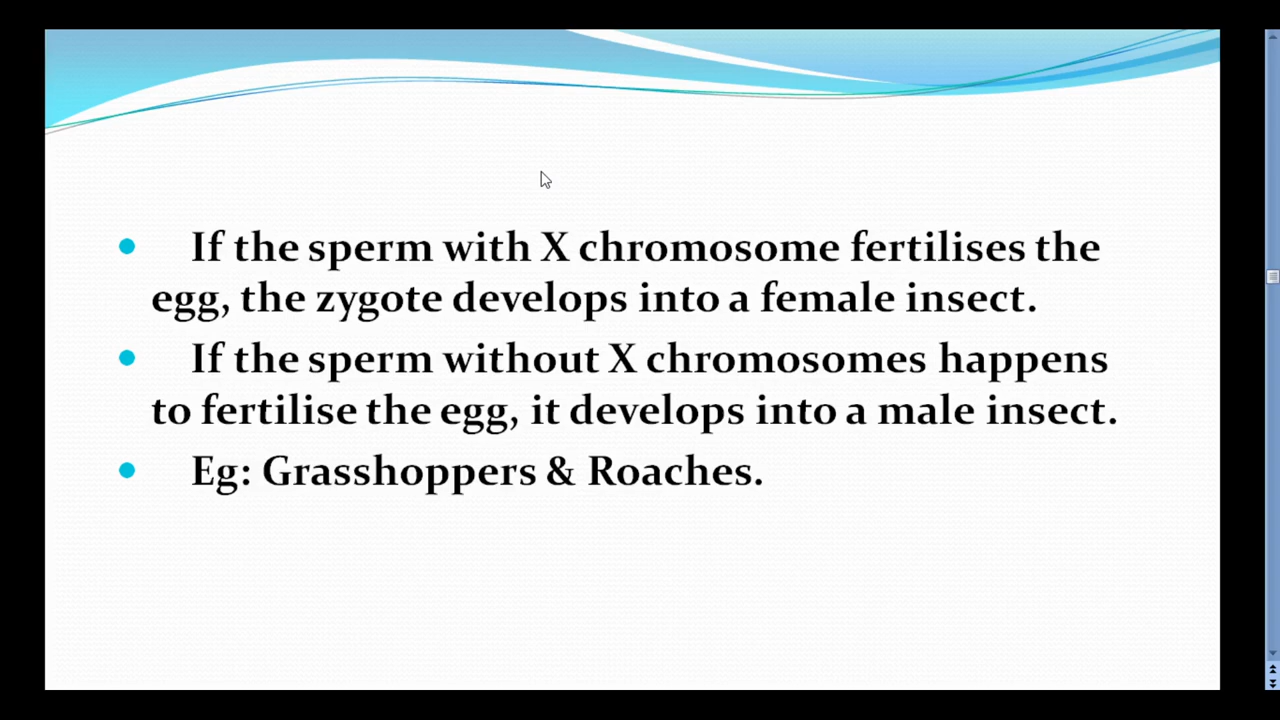 If the sperm with X chromosome fertilises the
egg, the zygote develops into a female insect.
If the sperm without X chromosomes happens
to fertilise the egg, it develops into a male insect.
Eg: Grasshoppers & Roaches.